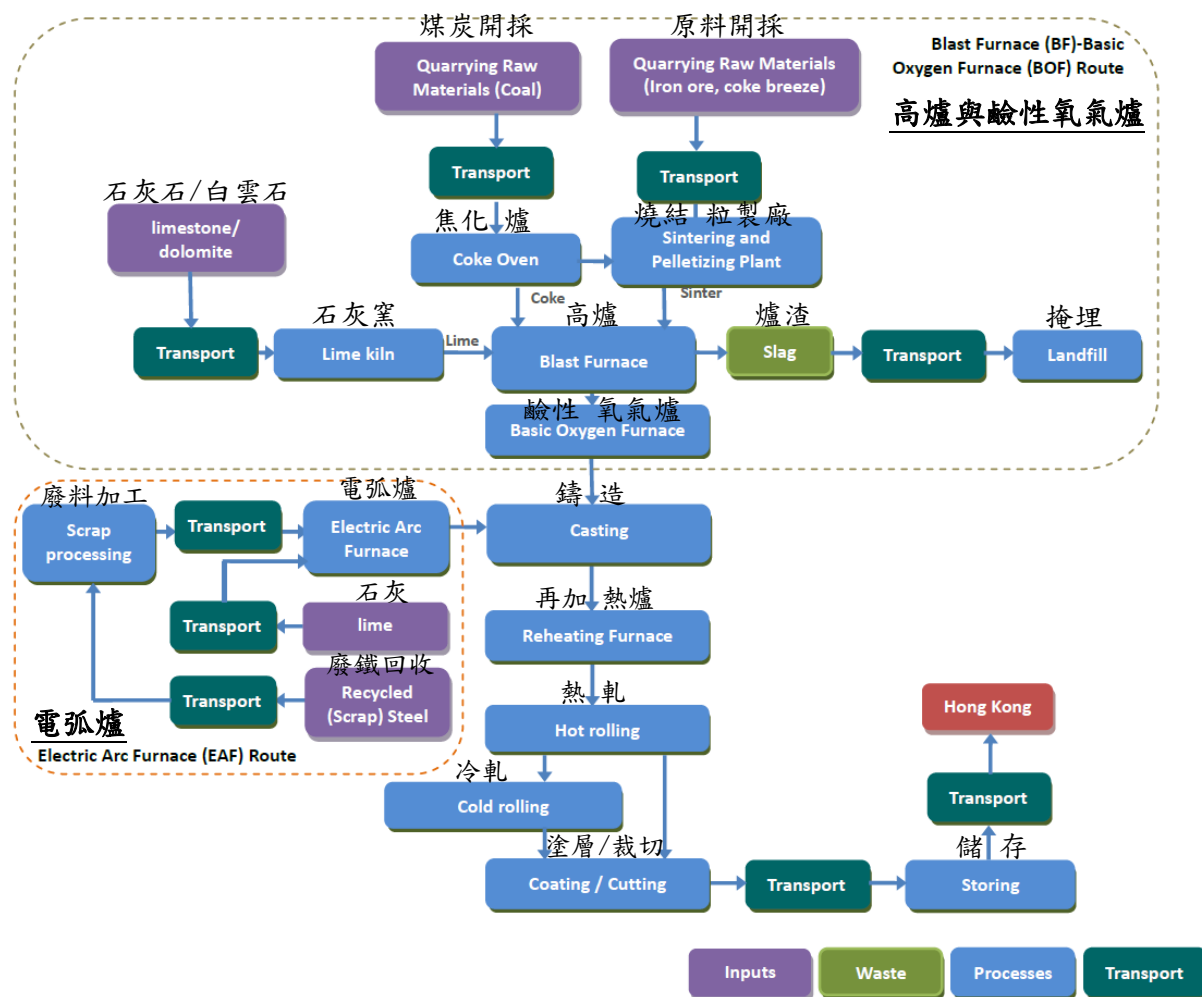 煤炭開採
原料開採
Quarrying Raw
Materials (Coal)
Quarrying Raw Materials
(Iron ore, coke breeze)
Blast Furnace (BF)-Basic
Oxygen Furnace (BOF) Route
高爐與鹼性氧氣爐
Transport
Transport
石灰石/白雲石
limestone/
dolomite
焦化 爐
Coke Oven
燒結 粒製廠
Sintering and
Pelletizing Plant
Coke
Sinter
Transport
石灰窯
Lime kiln
Lime
高爐
Blast Furnace
爐渣
Slag
Transport
掩埋
Landfill
鹼性 氧氣爐
Basic Oxygen Furnace
廢料加工
Scrap
processing
Transport
電弧爐
Electric Arc
Furnace
鑄 造
Casting
Transport
石灰
lime
再加 熱爐
Reheating Furnace
Transport
廢鐵回收
Recycled
(Scrap) Steel
電弧爐
Electric Arc Furnace (EAF) Route
熱 軋
Hot rolling
Hong Kong
冷軋
Cold rolling
Transport
塗層/裁切
Coating / Cutting
Transport
儲 存
Storing
Inputs
Waste
Processes
Transport